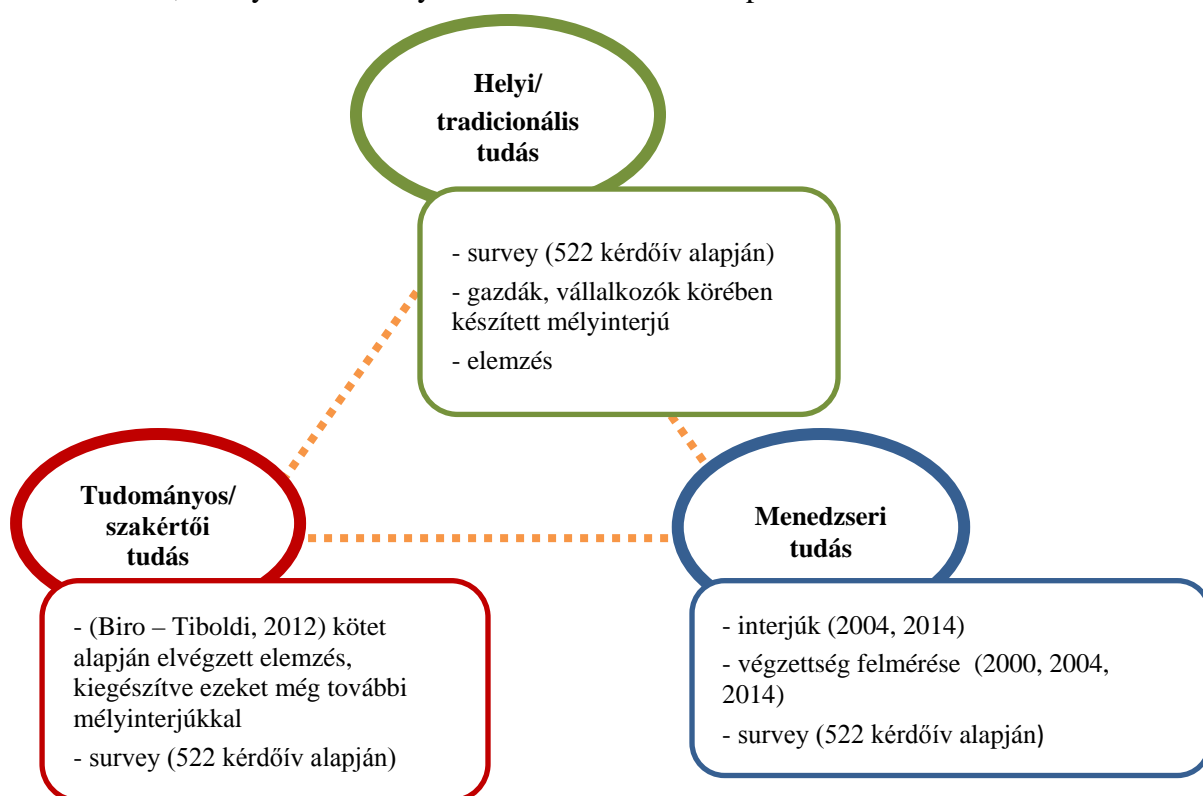 Helyi/
tradicionális
tudás
- survey (522 kérdőív alapján)
- gazdák, vállalkozók körében
készített mélyinterjú
- elemzés
Tudományos/
szakértői
tudás
- (Biro – Tiboldi, 2012) kötet
alapján elvégzett elemzés,
kiegészítve ezeket még további
mélyinterjúkkal
- survey (522 kérdőív alapján)
Menedzseri
tudás
- interjúk (2004, 2014)
- végzettség felmérése  (2000, 2004,
2014)
- survey (522 kérdőív alapján)